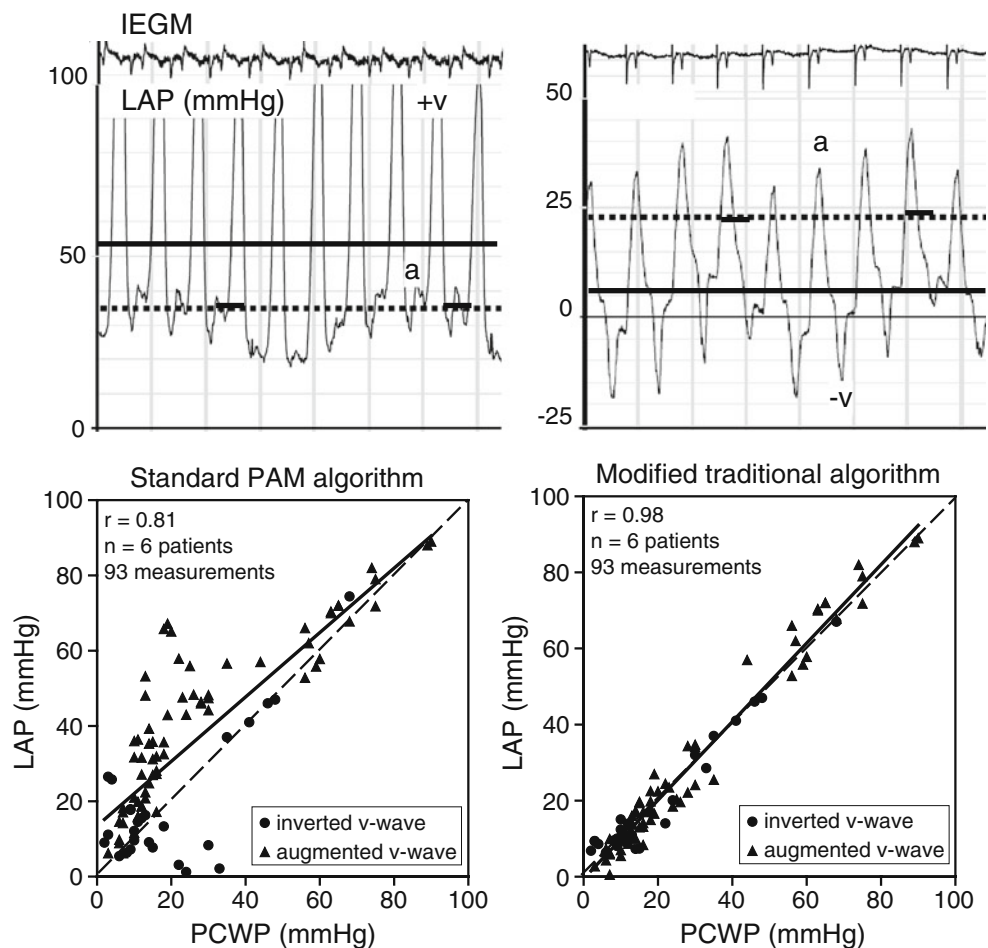 IEGM
100
LAP (mmHg)
+v
50
a
0
50
a
25
0
-v
-25
Standard PAM algorithm
100
r = 0.81
n = 6 patients
93 measurements
80
60
40
20
0
LAP (mmHg)
inverted v-wave
augmented v-wave
0 20 40 60 80 100
PCWP (mmHg)
Modified traditional algorithm
100
r = 0.98
n = 6 patients
93 measurements
80
60
40
20
0
LAP (mmHg)
inverted v-wave
augmented v-wave
0 20 40 60 80 100
PCWP (mmHg)